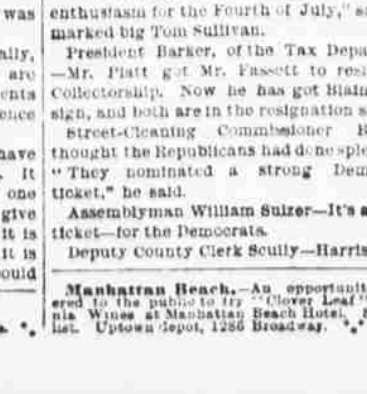 was
ally,
are
ents
ence
have
It
one
give
it is
it is
ould
enthusiasm for the Fourth of July,"
marked big Tom Sullivan.
President Barker, of the Tax Depa
—Mr. Platt got Mr. Fassett to resi
Collectorship. Now he has got Blain
sign, and both are in the resignation s
Street-Cleaning Commissioner B
thought the Republicans had done sple
"They nominated a strong Dem
ticket," he said.
Assemblyman William Sulzer—It's a
ticket—for the Democrats.
Deputy County Clerk Scully—Harris
Manhattan Beach.—An opportunit
ered to the public to try "Clover Leaf"
nia Wines at Manhattan Beach Hotel.
list. Uptown depot, 1286 Broadway. *,*